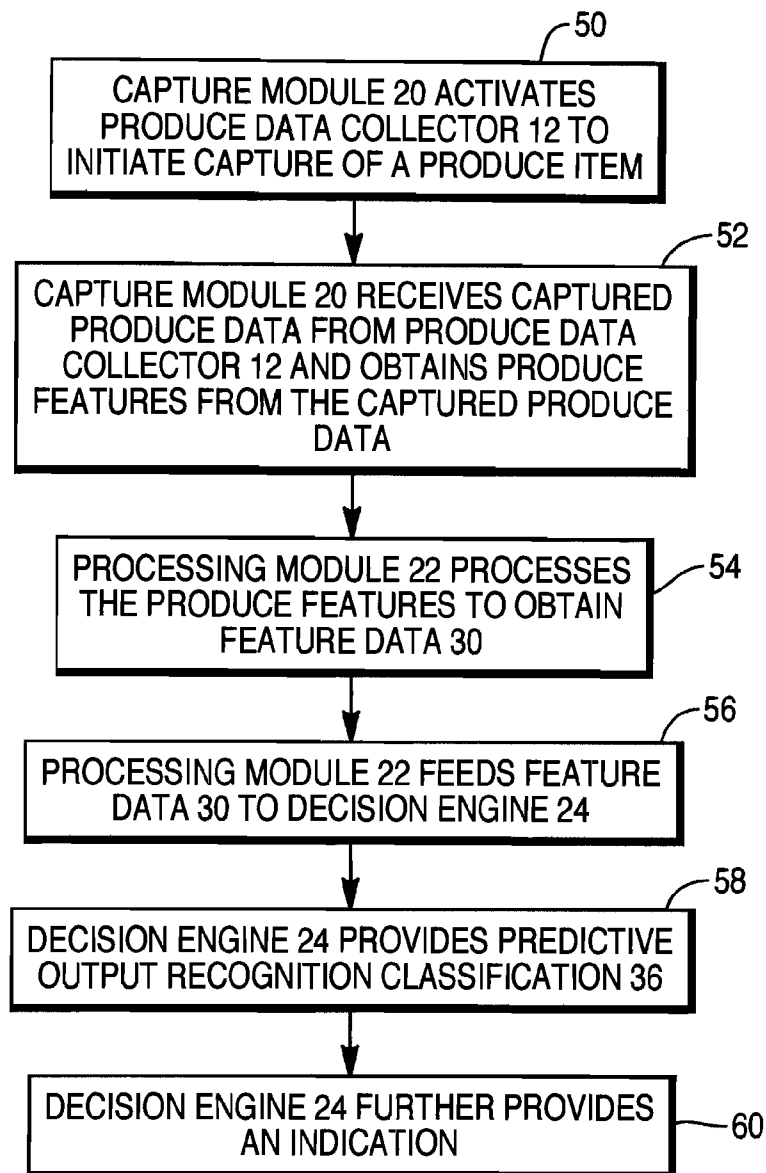 50
CAPTURE MODULE 20 ACTIVATES
PRODUCE DATA COLLECTOR 12 TO
INITIATE CAPTURE OF A PRODUCE ITEM
52
CAPTURE MODULE 20 RECEIVES CAPTURED
PRODUCE DATA FROM PRODUCE DATA
COLLECTOR 12 AND OBTAINS PRODUCE
FEATURES FROM THE CAPTURED PRODUCE
DATA
54
PROCESSING MODULE 22 PROCESSES
THE PRODUCE FEATURES TO OBTAIN
FEATURE DATA 30
56
PROCESSING MODULE 22 FEEDS FEATURE
DATA 30 TO DECISION ENGINE 24
58
DECISION ENGINE 24 PROVIDES PREDICTIVE
OUTPUT RECOGNITION CLASSIFICATION 36
DECISION ENGINE 24 FURTHER PROVIDES
AN INDICATION
60